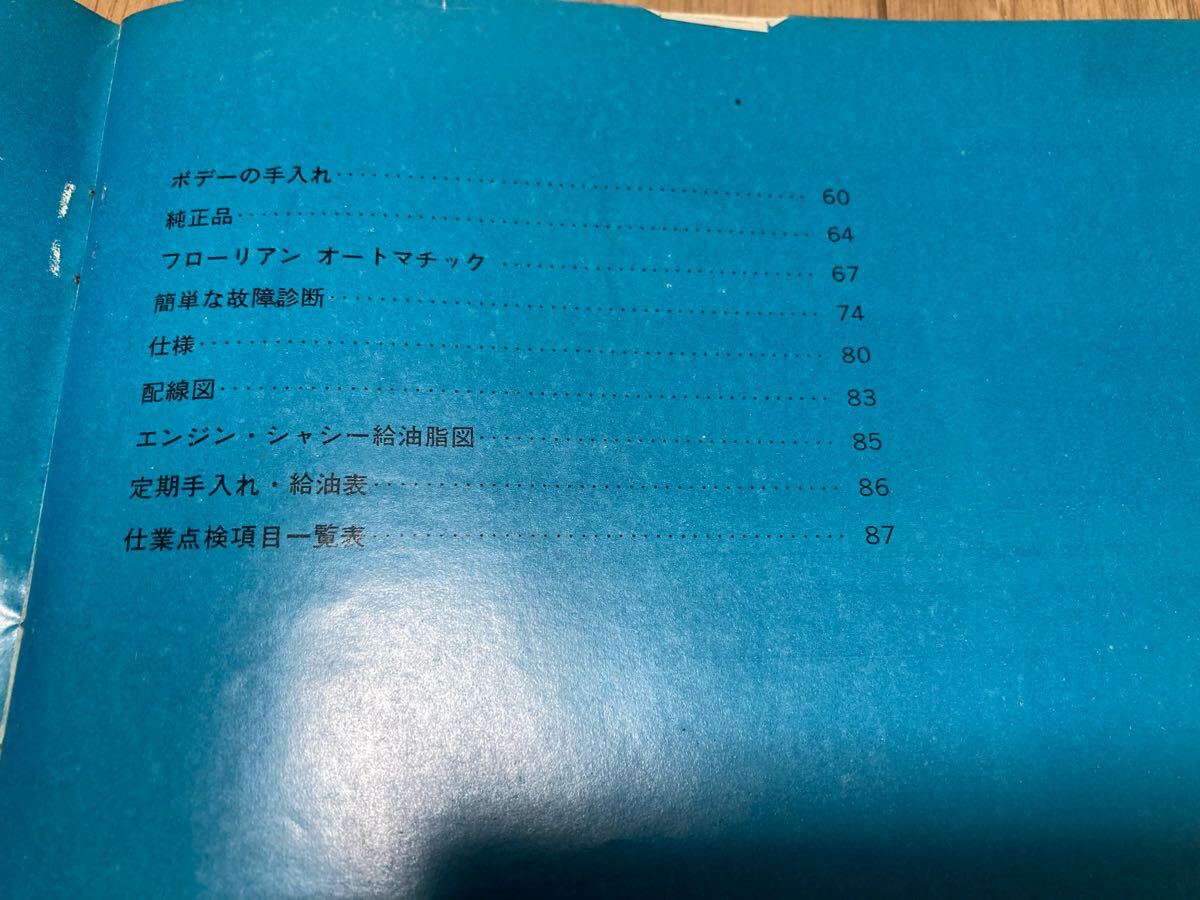 ボデーの手入れ‥‥‥‥‥‥‥‥‥‥‥‥‥‥‥‥60
純正品‥‥‥‥‥‥‥‥‥‥‥‥‥‥‥‥‥‥‥‥64
フローリアン オートマチック ‥‥‥‥‥‥‥‥‥‥67
簡単な故障診断‥‥‥‥‥‥‥‥‥‥‥‥‥‥‥‥74
仕様‥‥‥‥‥‥‥‥‥‥‥‥‥‥‥‥‥‥‥‥‥80
配線図‥‥‥‥‥‥‥‥‥‥‥‥‥‥‥‥‥‥‥‥83
エンジン・シャシー給油脂図‥‥‥‥‥‥‥‥‥‥‥85
定期手入れ・給油表‥‥‥‥‥‥‥‥‥‥‥‥‥‥‥86
仕業点検項目一覧表‥‥‥‥‥‥‥‥‥‥‥‥‥‥‥87